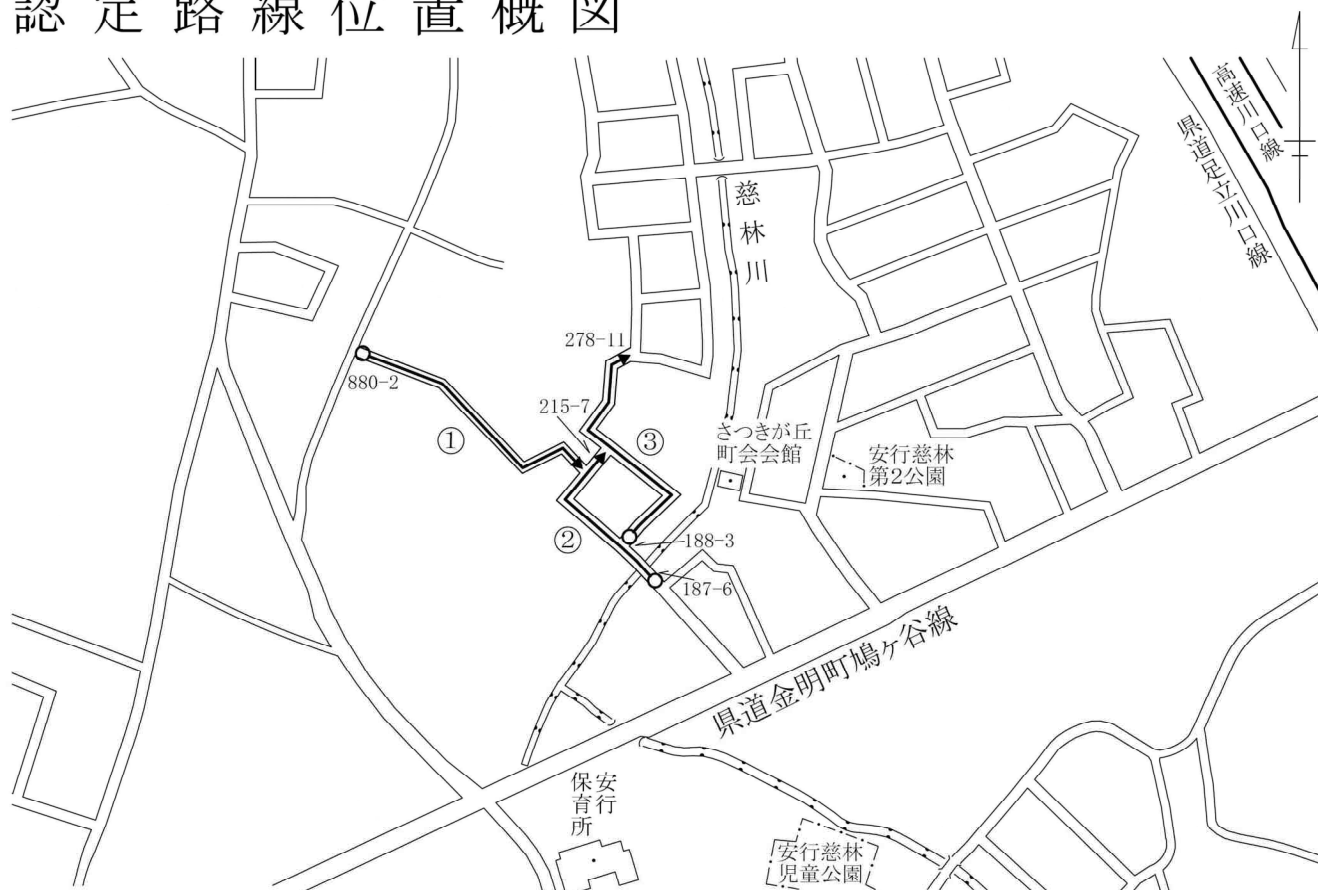 認定路線位置概図
高速川口線
県道足立川口線
慈林川
278-11
880-2
215-7
①
③
さつきが丘
町会会館
安行慈林
第2公園
②
188-3
187-6
県道金明町鳩ヶ谷線
安行
保育所
安行慈林
児童公園